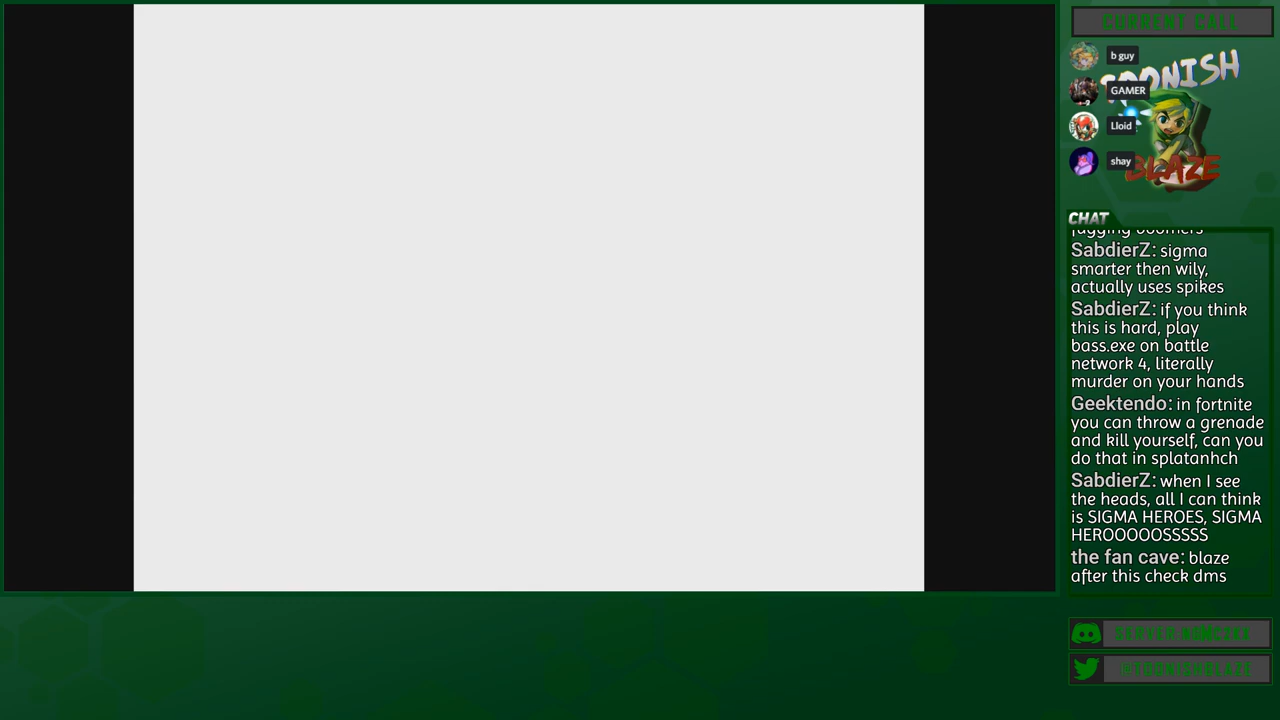 CURRENT CALL
b guy
GAMER
Lloid
shay
TOONISH
BLAZE
CHAT
SabdierZ: sigma
smarter then wily,
actually uses spikes
SabdierZ: if you think
this is hard, play
bass.exe on battle
network 4, literally
murder on your hands
Geektendo: in fortnite
you can throw a grenade
and kill yourself, can you
do that in splatanhch
SabdierZ: when I see
the heads, all I can think
is SIGMA HEROES, SIGMA
HEROOOOOSSSSS
the fan cave: blaze
after this check dms
@TOONISHBLAZE